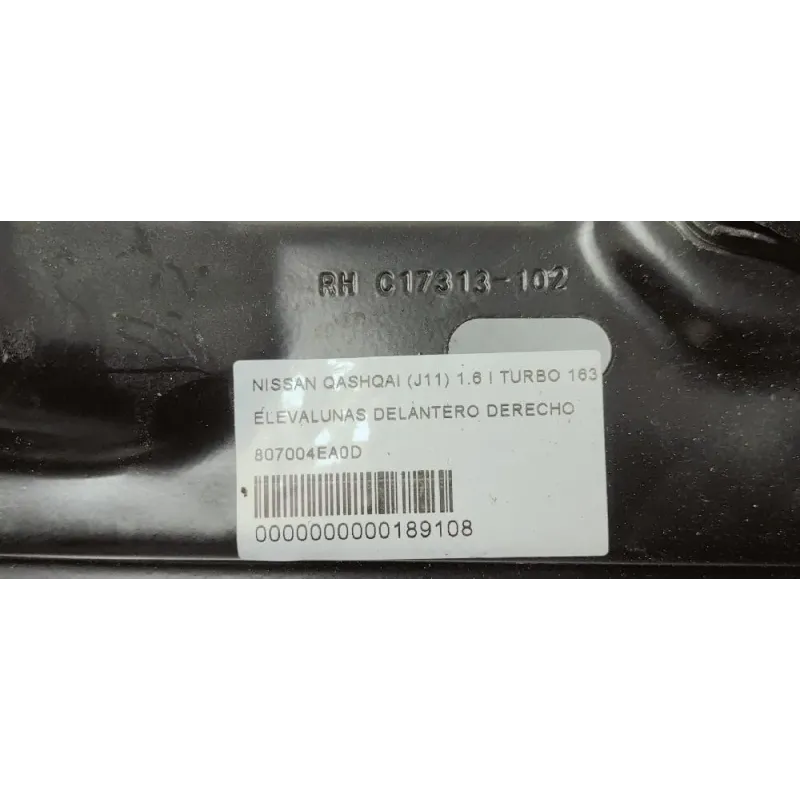 RH C17313-102
NISSAN QASHQAI (J11) 1.6 I TURBO 163
ELEVALUNAS DELANTERO DERECHO
807004EA0D
0000000000189108